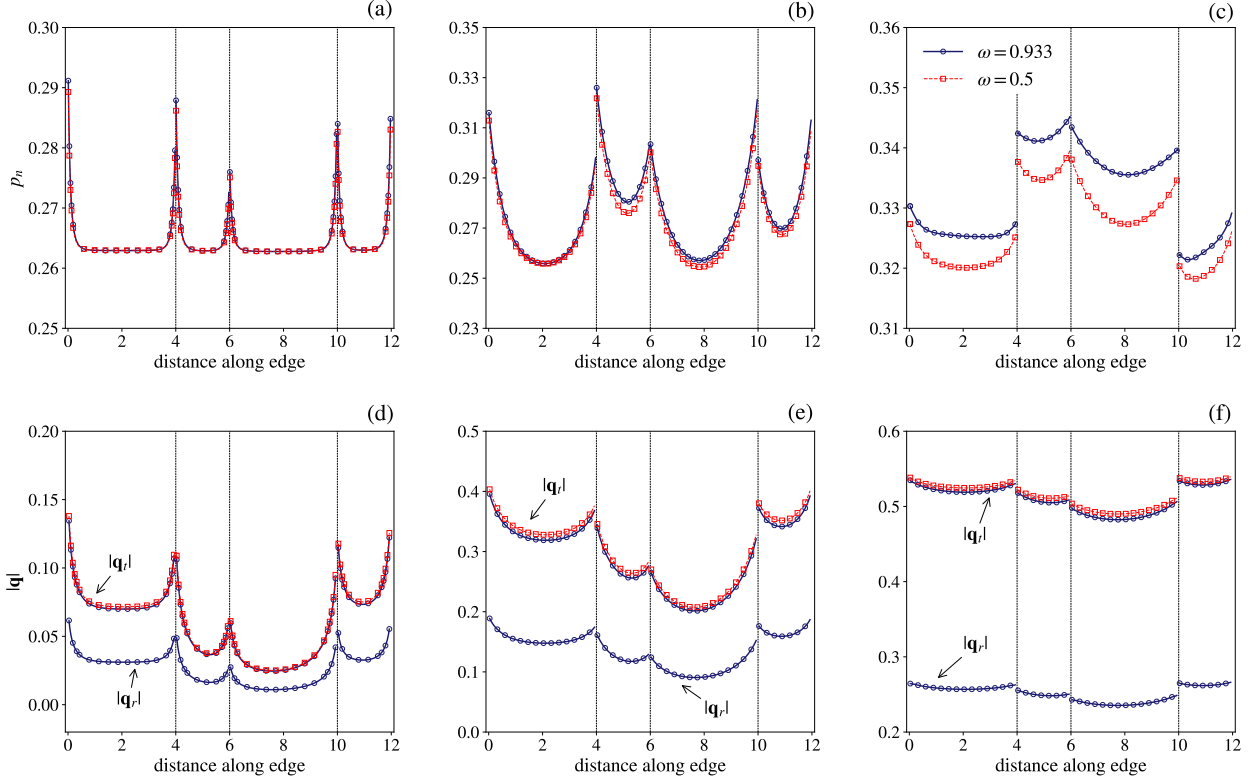 (a)
0.30
0.29
0.28
0.27
0.26
0.25
pₙ
0 2 4 6 8 10 12
distance along edge
(b)
0.35
0.33
0.31
0.29
0.27
0.25
0.23
0 2 4 6 8 10 12
distance along edge
(c)
0.36
0.35
0.34
0.33
0.32
0.31
ω = 0.933
ω = 0.5
0 2 4 6 8 10 12
distance along edge
(d)
0.20
0.15
0.10
0.05
0.00
|q|
|qₜ|
|qᵣ|
0 2 4 6 8 10 12
distance along edge
(e)
0.5
0.4
0.3
0.2
0.1
0.0
|qₜ|
|qᵣ|
0 2 4 6 8 10 12
distance along edge
(f)
0.6
0.5
0.4
0.3
0.2
|qₜ|
|qᵣ|
0 2 4 6 8 10 12
distance along edge